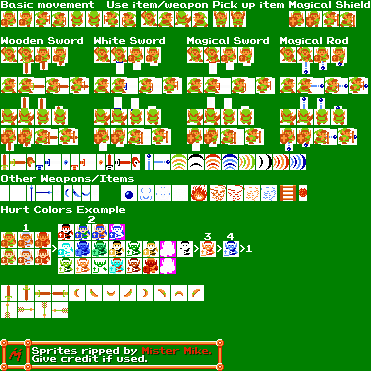 Basic movement Use item/weapon Pick up item Magical Shield
Wooden Sword White Sword Magical Sword Magical Rod
Other Weapons/Items
Hurt Colors Example
1 2
> > 3 > 4 >1
Sprites ripped by Mister Mike.
Give credit if used.